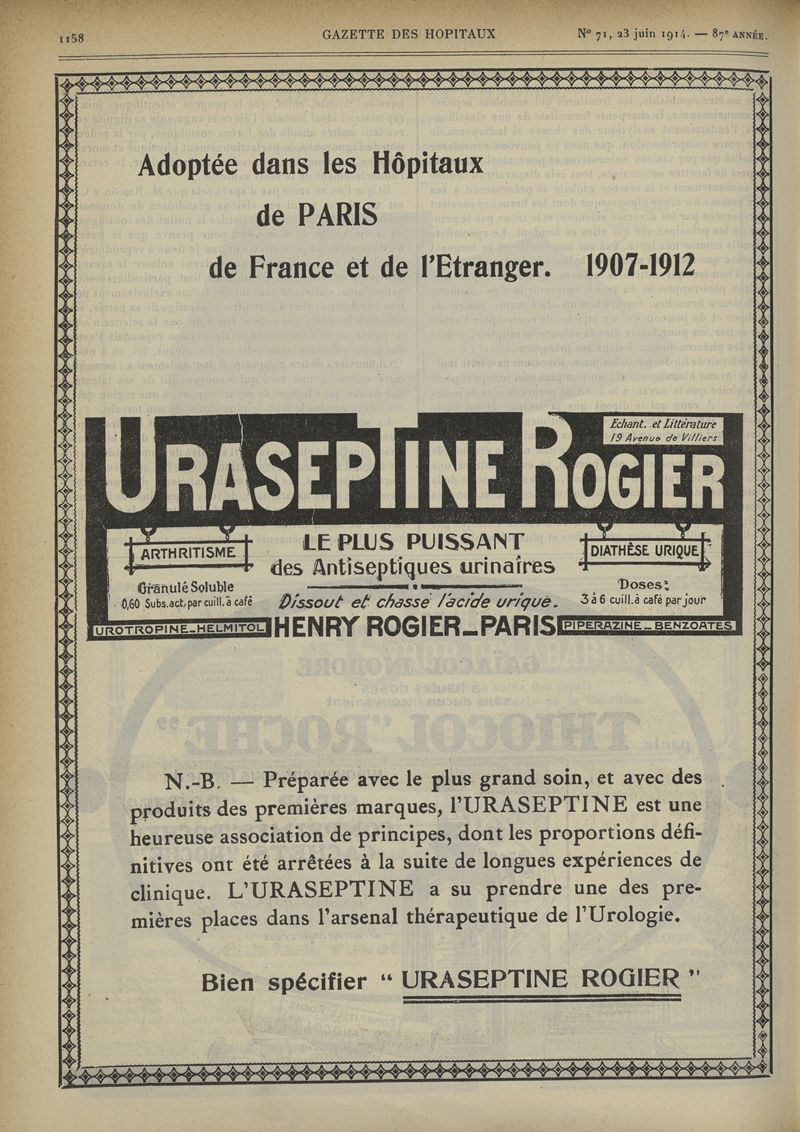 1158
GAZETTE DES HOPITAUX
Nº 71, 23 juin 1914. — 87e ANNÉE.
Adoptée dans les Hôpitaux
de PARIS
de France et de l'Etranger. 1907-1912
URASEPTINE ROGIER
Echant. et Littérature
19 Avenue de Villiers
ARTHRITISME
LE PLUS PUISSANT
des Antiseptiques urinaires
DIATHÈSE URIQUE
Granulé Soluble
0,60 Subs.act.par cuill.à café
Dissout et chasse l'acide urique.
Doses:
3 à 6 cuill.à café par jour
UROTROPINE_HELMITOL
HENRY ROGIER_PARIS
PIPERAZINE_BENZOATES
N.-B. — Préparée avec le plus grand soin, et avec des
produits des premières marques, l'URASEPTINE est une
heureuse association de principes, dont les proportions défi-
nitives ont été arrêtées à la suite de longues expériences de
clinique. L'URASEPTINE a su prendre une des pre-
mières places dans l'arsenal thérapeutique de l'Urologie.
Bien spécifier " URASEPTINE ROGIER "